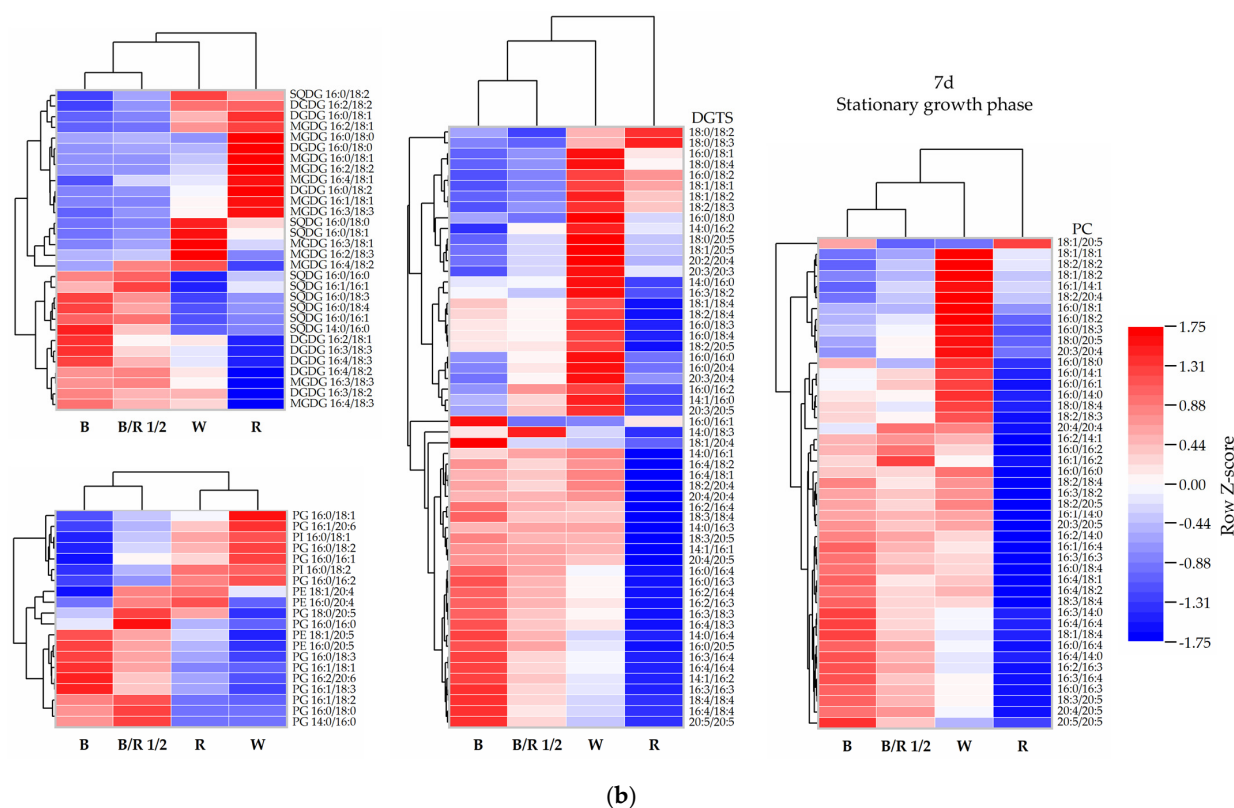 SQDG 16:0/18:2
DGDG 16:2/18:2
DGDG 16:0/18:1
MGDG 16:2/18:1
MGDG 16:0/18:0
DGDG 16:0/18:0
MGDG 16:0/18:1
MGDG 16:2/18:2
MGDG 16:4/18:1
DGDG 16:0/18:2
MGDG 16:1/18:1
MGDG 16:3/18:3
SQDG 16:0/18:0
SQDG 16:0/18:1
MGDG 16:3/18:1
MGDG 16:2/18:3
MGDG 16:4/18:2
SQDG 16:0/16:0
SQDG 16:1/16:1
SQDG 16:0/18:3
SQDG 16:0/18:4
SQDG 16:0/16:1
SQDG 14:0/16:0
DGDG 16:2/18:1
DGDG 16:3/18:3
DGDG 16:4/18:3
DGDG 16:4/18:2
MGDG 16:3/18:3
DGDG 16:3/18:2
MGDG 16:4/18:3
B B/R 1/2 W R
PG 16:0/18:1
PG 16:1/20:6
PI 16:0/18:1
PG 16:0/18:2
PG 16:0/16:1
PI 16:0/18:2
PG 16:0/16:2
PE 18:1/20:4
PE 16:0/20:4
PG 18:0/20:5
PG 16:0/16:0
PE 18:1/20:5
PE 16:0/20:5
PG 16:0/18:3
PG 16:1/18:1
PG 16:2/20:6
PG 16:1/18:3
PG 16:1/18:2
PG 16:0/18:0
PG 14:0/16:0
B B/R 1/2 R W
DGTS
18:0/18:2
18:0/18:3
16:0/18:1
18:0/18:4
16:0/18:2
18:1/18:1
18:1/18:2
18:2/18:3
16:0/18:0
14:0/16:2
18:0/20:5
18:1/20:5
20:2/20:4
20:3/20:3
14:0/16:0
16:3/18:2
18:1/18:4
18:2/18:4
16:0/18:3
16:0/18:4
18:2/20:5
16:0/16:0
16:0/20:4
20:3/20:4
16:0/16:2
14:1/16:0
20:3/20:5
16:0/16:1
14:0/18:3
18:1/20:4
14:0/16:1
16:4/18:2
16:4/18:1
18:2/20:4
20:4/20:4
16:2/16:4
18:3/18:4
14:0/16:3
18:3/20:5
14:1/16:1
20:4/20:5
16:0/16:4
16:0/16:3
16:2/16:4
16:2/16:3
16:3/18:3
16:4/18:3
14:0/16:4
16:0/20:5
16:3/16:4
16:4/16:4
14:1/16:2
16:3/16:3
18:4/18:4
16:4/18:4
20:5/20:5
B B/R 1/2 W R
7d
Stationary growth phase
PC
18:1/20:5
18:1/18:1
18:2/18:2
18:1/18:2
16:1/14:1
18:2/20:4
16:0/18:1
16:0/18:2
16:0/18:3
18:0/20:5
20:3/20:4
16:0/18:0
16:0/14:1
16:0/16:1
16:0/14:0
18:0/18:4
18:2/18:3
20:4/20:4
16:2/14:1
16:0/16:2
16:1/16:2
16:0/16:0
18:2/18:4
16:3/18:2
18:2/20:5
16:1/14:0
20:3/20:5
16:2/14:0
16:1/16:4
16:3/16:3
16:0/18:4
16:4/18:1
16:4/18:2
18:3/18:4
16:3/14:0
16:4/16:4
18:1/18:4
16:0/16:4
16:4/14:0
16:2/16:3
16:3/16:4
16:0/16:3
18:3/20:5
20:4/20:5
20:5/20:5
B B/R 1/2 W R
1.75
1.31
0.88
0.44
0.00
-0.44
-0.88
-1.31
-1.75
Row Z-score
(b)